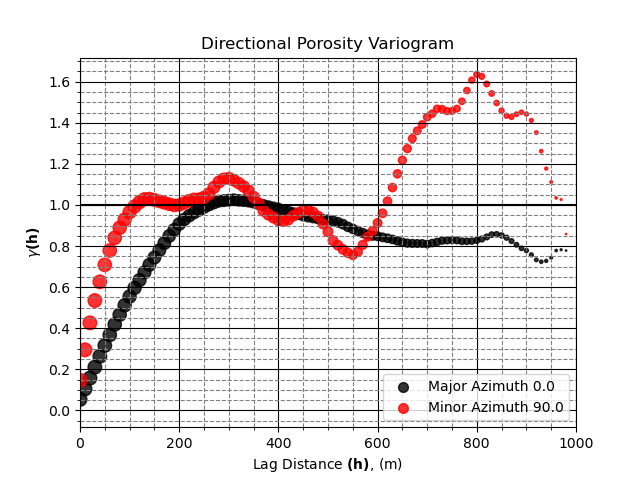 Directional Porosity Variogram
γ(h)
1.6
1.4
1.2
1.0
0.8
0.6
0.4
0.2
0.0
Major Azimuth 0.0
Minor Azimuth 90.0
0 200 400 600 800 1000
Lag Distance (h), (m)